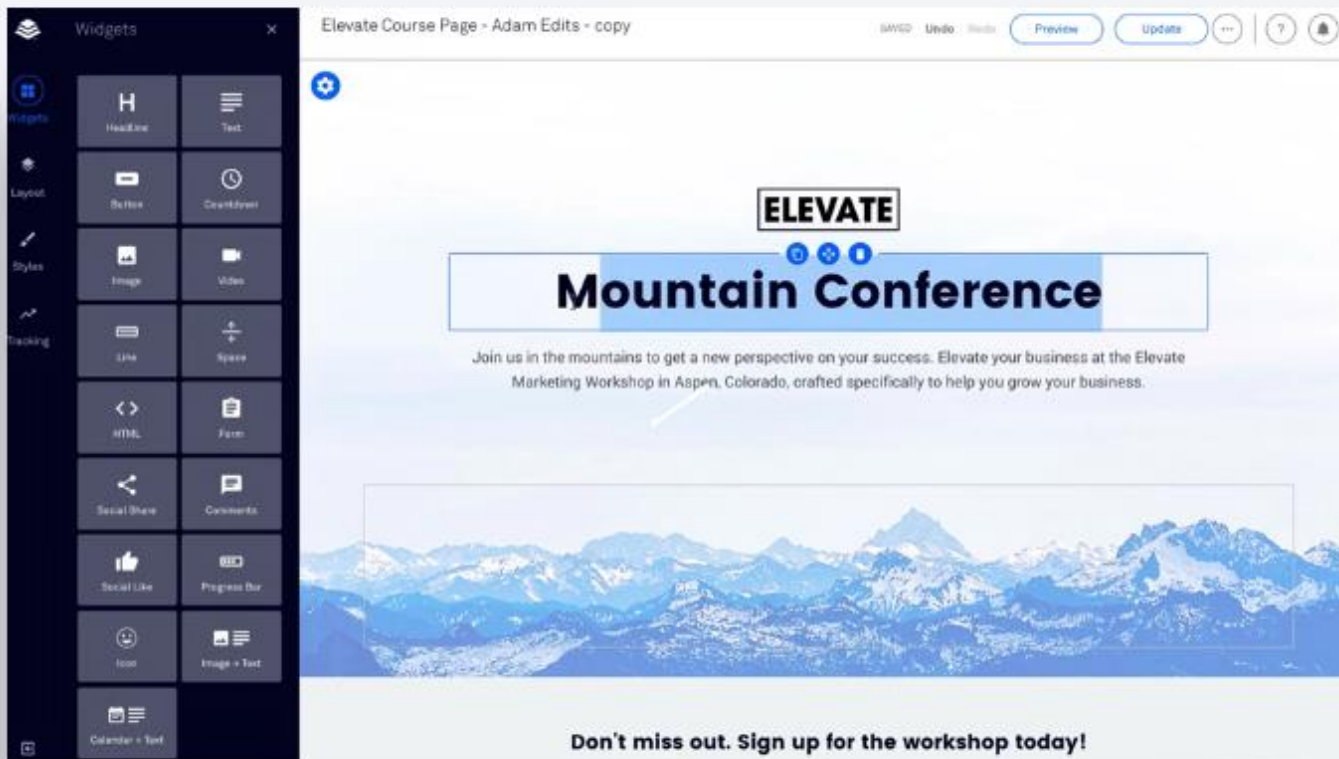 Widgets
×
Elevate Course Page - Adam Edits - copy
SAVED Undo Redo Preview Update ... ?
Widgets
Layout
Styles
Tracking
H
Headline Text
Button Countdown
Image Video
Line Space
HTML Form
Social Share Comments
Social Like Progress Bar
Icon Image + Text
Calendar + Text
ELEVATE
Mountain Conference
Join us in the mountains to get a new perspective on your success. Elevate your business at the Elevate
Marketing Workshop in Aspen, Colorado, crafted specifically to help you grow your business.
Don't miss out. Sign up for the workshop today!